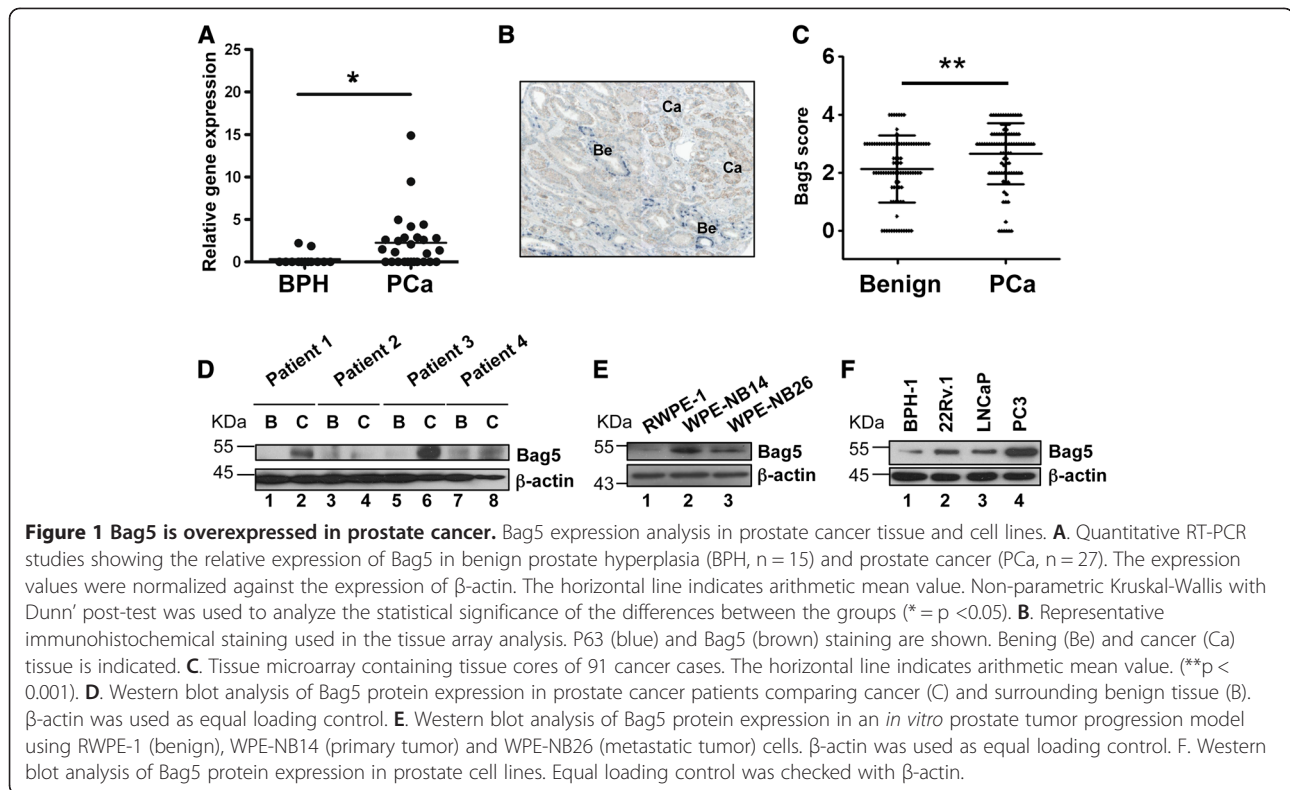 A
25
20
15
10
5
0
Relative gene expression
*
BPH PCa
B
Ca
Be
Ca
Be
C
6
4
2
0
Bag5 score
**
Benign PCa
D
Patient 1 Patient 2 Patient 3 Patient 4
KDa B C B C B C B C
55
45
Bag5
β-actin
1 2 3 4 5 6 7 8
E
RWPE-1 WPE-NB14 WPE-NB26
KDa
55
43
Bag5
β-actin
1 2 3
F
BPH-1 22Rv.1 LNCaP PC3
KDa
55
45
Bag5
β-actin
1 2 3 4
Figure 1 Bag5 is overexpressed in prostate cancer. Bag5 expression analysis in prostate cancer tissue and cell lines. A. Quantitative RT-PCR
studies showing the relative expression of Bag5 in benign prostate hyperplasia (BPH, n = 15) and prostate cancer (PCa, n = 27). The expression
values were normalized against the expression of β-actin. The horizontal line indicates arithmetic mean value. Non-parametric Kruskal-Wallis with
Dunn' post-test was used to analyze the statistical significance of the differences between the groups (* = p <0.05). B. Representative
immunohistochemical staining used in the tissue array analysis. P63 (blue) and Bag5 (brown) staining are shown. Bening (Be) and cancer (Ca)
tissue is indicated. C. Tissue microarray containing tissue cores of 91 cancer cases. The horizontal line indicates arithmetic mean value. (**p <
0.001). D. Western blot analysis of Bag5 protein expression in prostate cancer patients comparing cancer (C) and surrounding benign tissue (B).
β-actin was used as equal loading control. E. Western blot analysis of Bag5 protein expression in an in vitro prostate tumor progression model
using RWPE-1 (benign), WPE-NB14 (primary tumor) and WPE-NB26 (metastatic tumor) cells. β-actin was used as equal loading control. F. Western
blot analysis of Bag5 protein expression in prostate cell lines. Equal loading control was checked with β-actin.